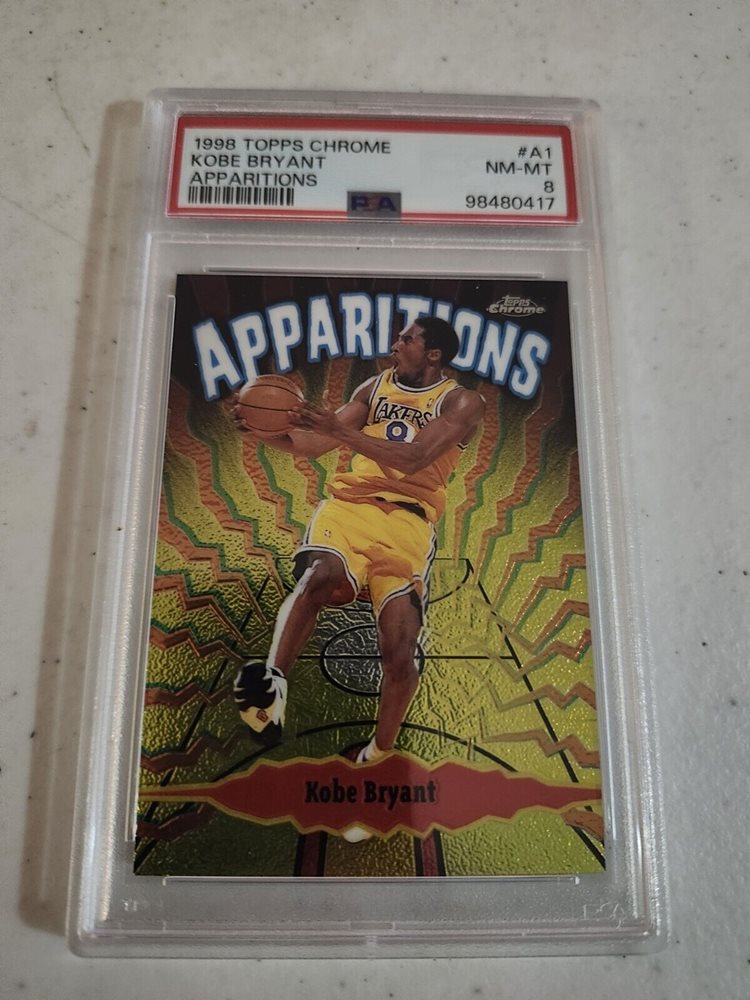 1998 TOPPS CHROME #A1
KOBE BRYANT NM-MT
APPARITIONS 8
PSA 98480417
Topps
Chrome
APPARITIONS
LAKERS
8
Kobe Bryant